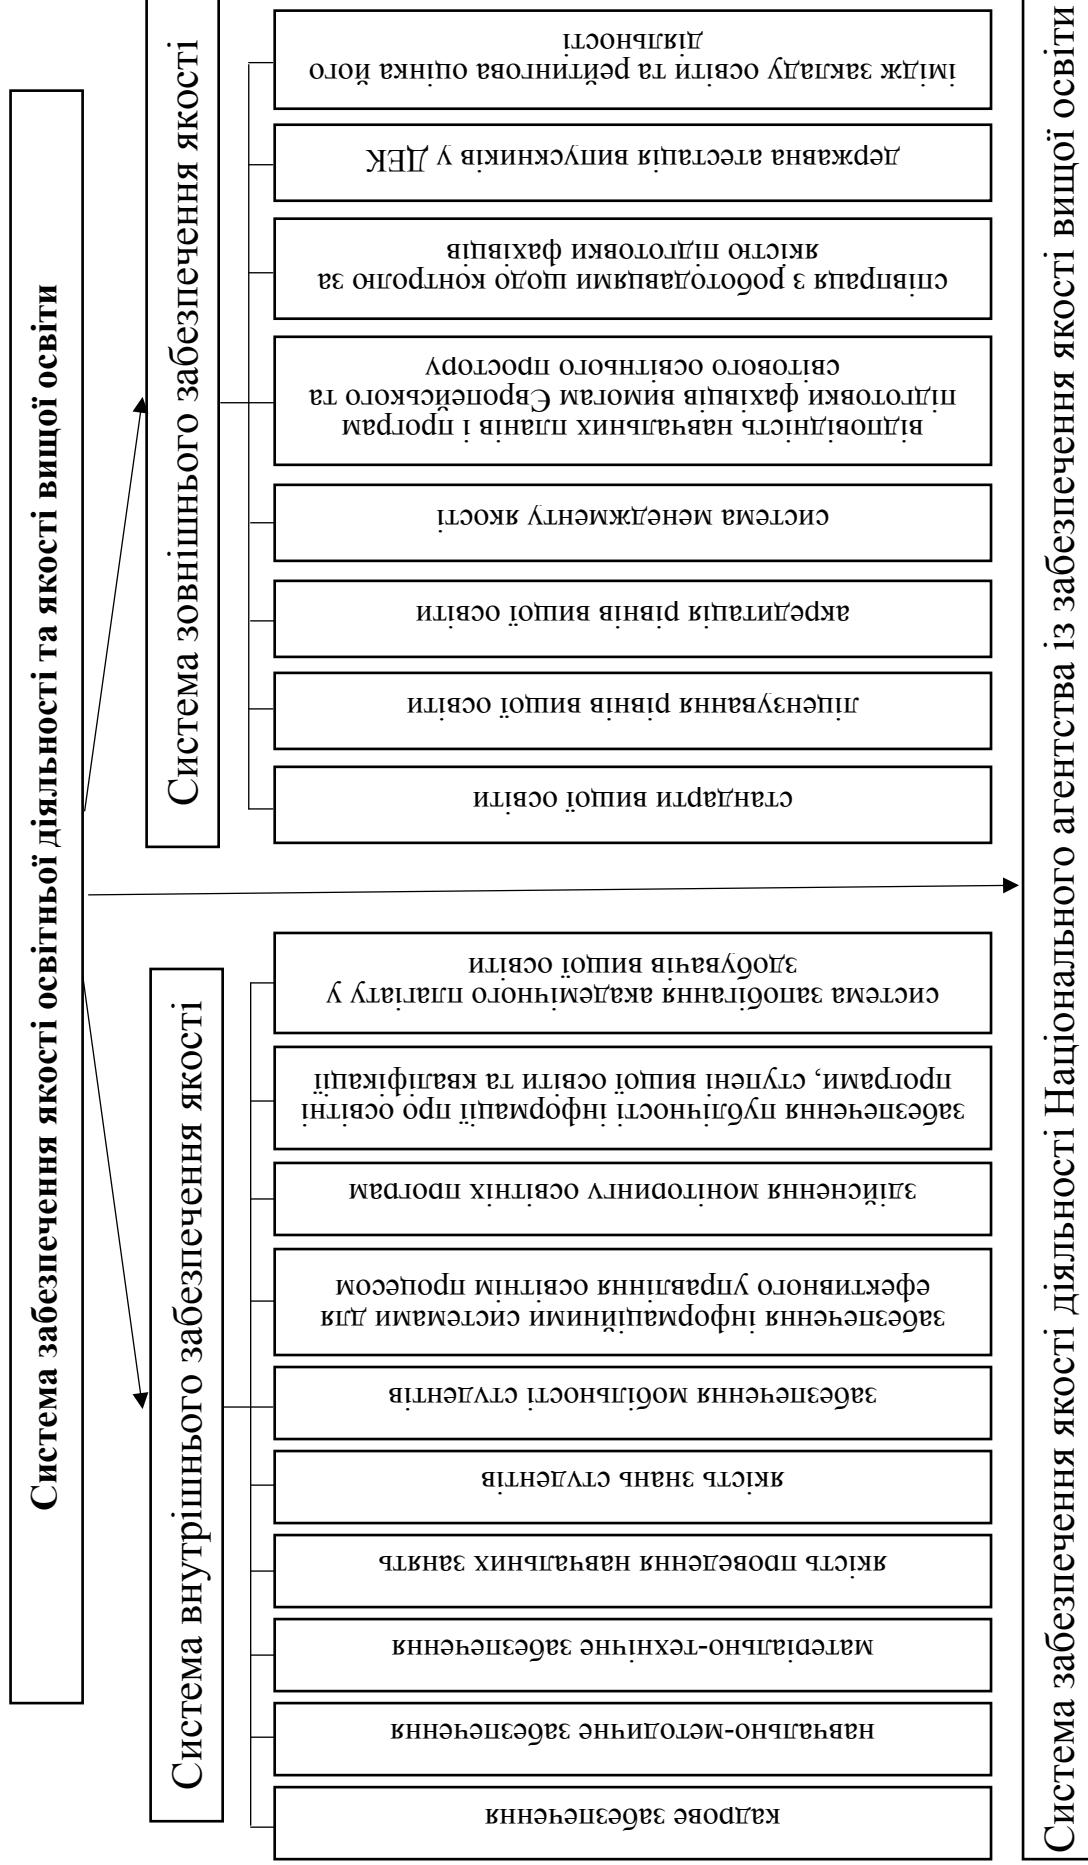 Система забезпечення якості освітньої діяльності та якості вищої освіти
Система внутрішнього забезпечення якості
кадрове забезпечення
навчально-методичне забезпечення
матеріально-технічне забезпечення
якість проведення навчальних занять
якість знань студентів
забезпечення мобільності студентів
забезпечення інформаційними системами для
ефективного управління освітнім процесом
здійснення моніторингу освітніх програм
забезпечення публічності інформації про освітні
програми, ступені вищої освіти та кваліфікації
система запобігання академічного плагіату у
здобувачів вищої освіти
Система зовнішнього забезпечення якості
стандарти вищої освіти
ліцензування рівнів вищої освіти
акредитація рівнів вищої освіти
система менеджменту якості
відповідність навчальних планів і програм
підготовки фахівців вимогам Європейського та
світового освітнього простору
співпраця з роботодавцями щодо контролю за
якістю підготовки фахівців
державна атестація випускників у ДЕК
імідж закладу освіти та рейтингова оцінка його
діяльності
Система забезпечення якості діяльності Національного агентства із забезпечення якості вищої освіти